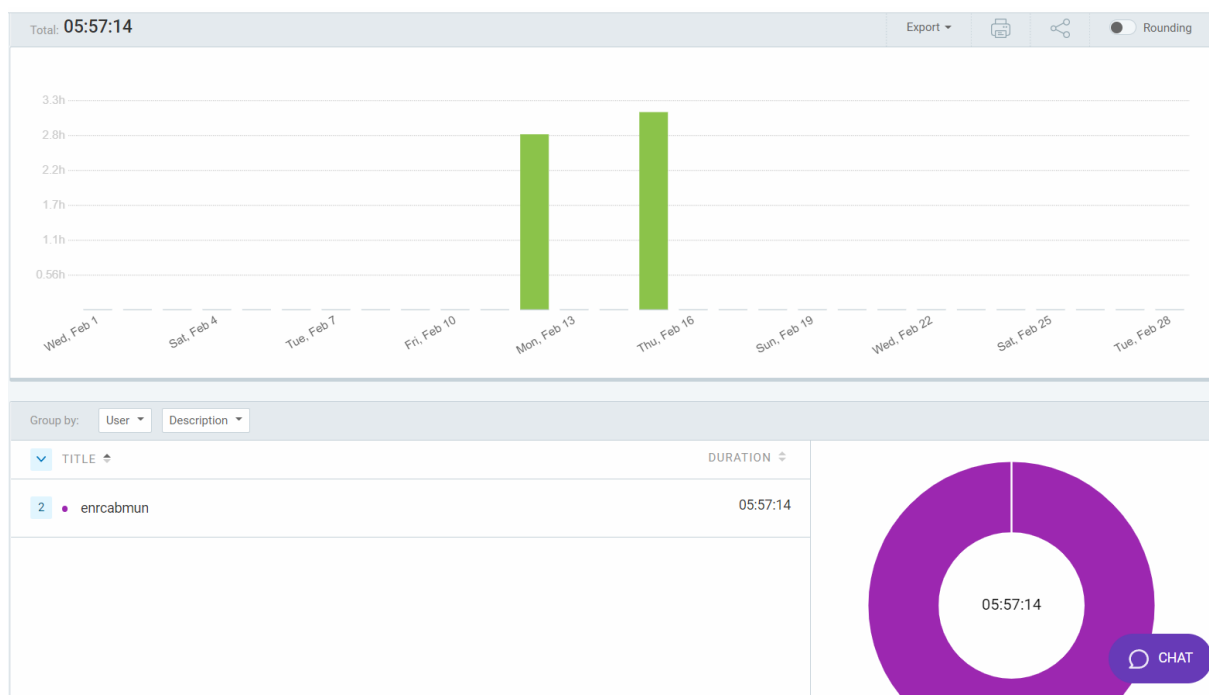 Total: 05:57:14 Export Rounding
3.3h
2.8h
2.2h
1.7h
1.1h
0.56h
Wed, Feb 1 Sat, Feb 4 Tue, Feb 7 Fri, Feb 10 Mon, Feb 13 Thu, Feb 16 Sun, Feb 19 Wed, Feb 22 Sat, Feb 25 Tue, Feb 28
Group by: User Description
TITLE DURATION
2 enrcabmun 05:57:14
05:57:14
CHAT